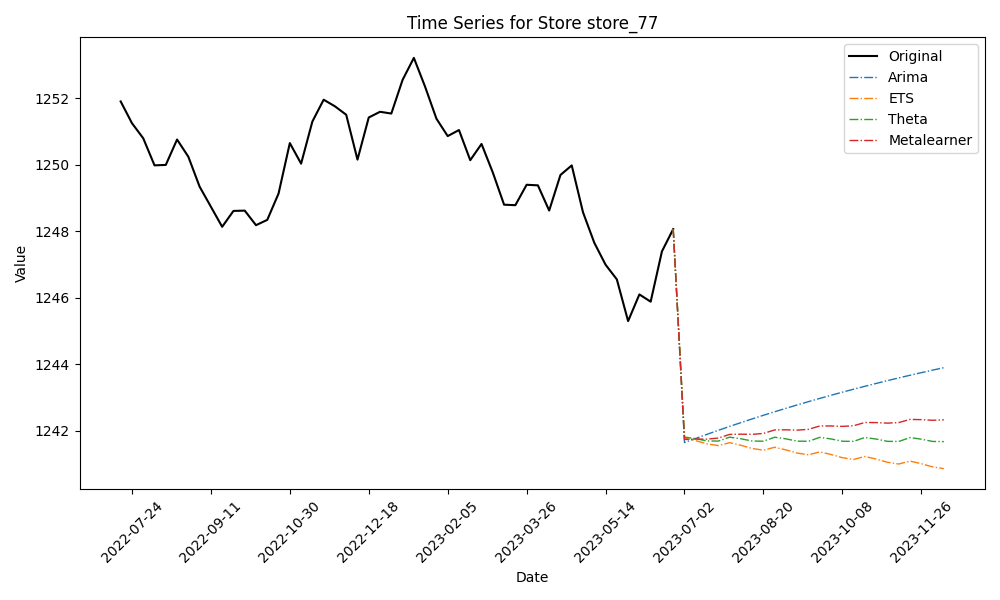 Time Series for Store store_77
Original
Arima
ETS
Theta
Metalearner
Value
1252
1250
1248
1246
1244
1242
2022-07-24
2022-09-11
2022-10-30
2022-12-18
2023-02-05
2023-03-26
2023-05-14
2023-07-02
2023-08-20
2023-10-08
2023-11-26
Date